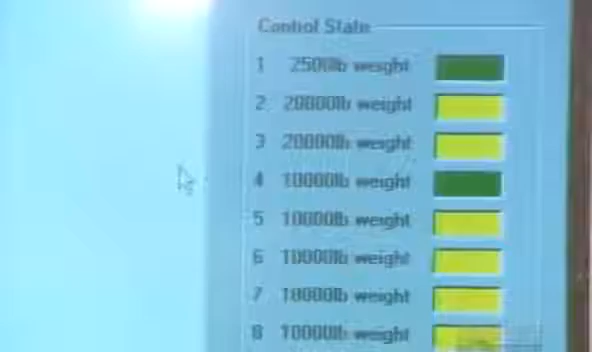 Control State
1 2500lb weight
2 20000lb weight
3 20000lb weight
4 10000lb weight
5 10000lb weight
6 10000lb weight
7 10000lb weight
8 10000lb weight